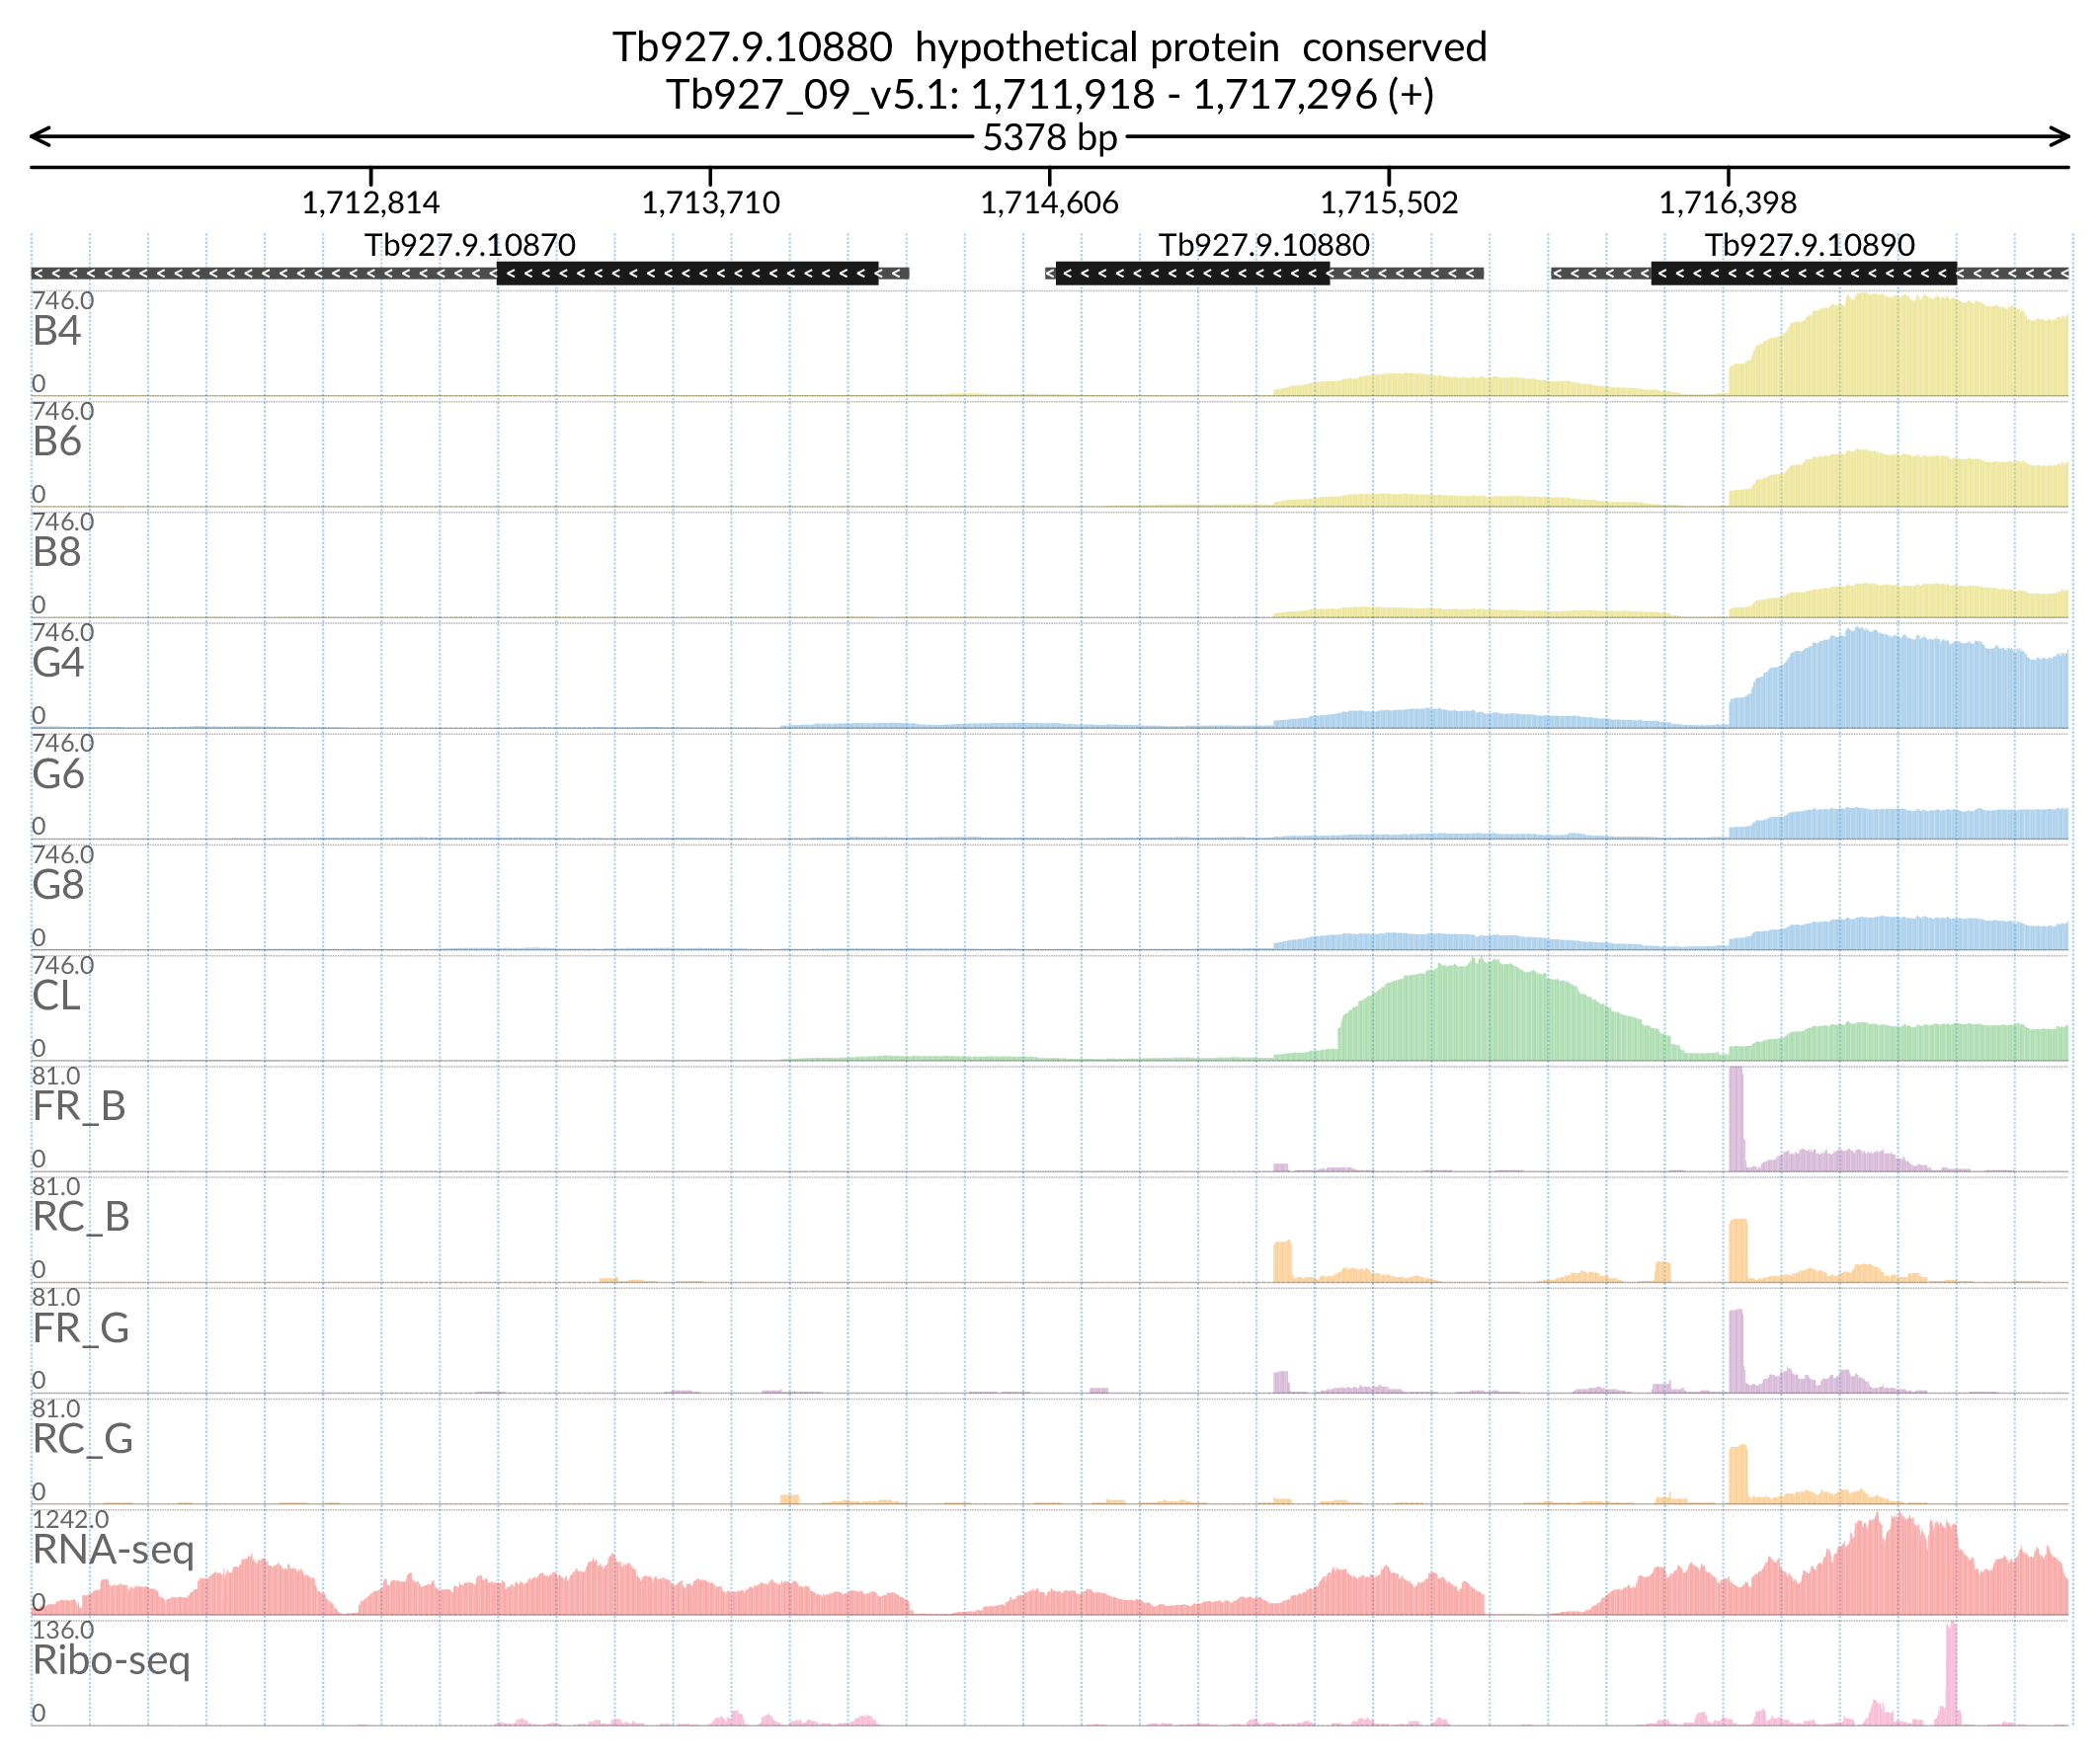 Tb927.9.10880  hypothetical protein  conserved
Tb927_09_v5.1: 1,711,918 - 1,717,296 (+)
5378 bp
1,712,814 1,713,710 1,714,606 1,715,502 1,716,398
Tb927.9.10870 Tb927.9.10880 Tb927.9.10890
746.0
B4
0
746.0
B6
0
746.0
B8
0
746.0
G4
0
746.0
G6
0
746.0
G8
0
746.0
CL
0
81.0
FR_B
0
81.0
RC_B
0
81.0
FR_G
0
81.0
RC_G
0
1242.0
RNA-seq
0
136.0
Ribo-seq
0